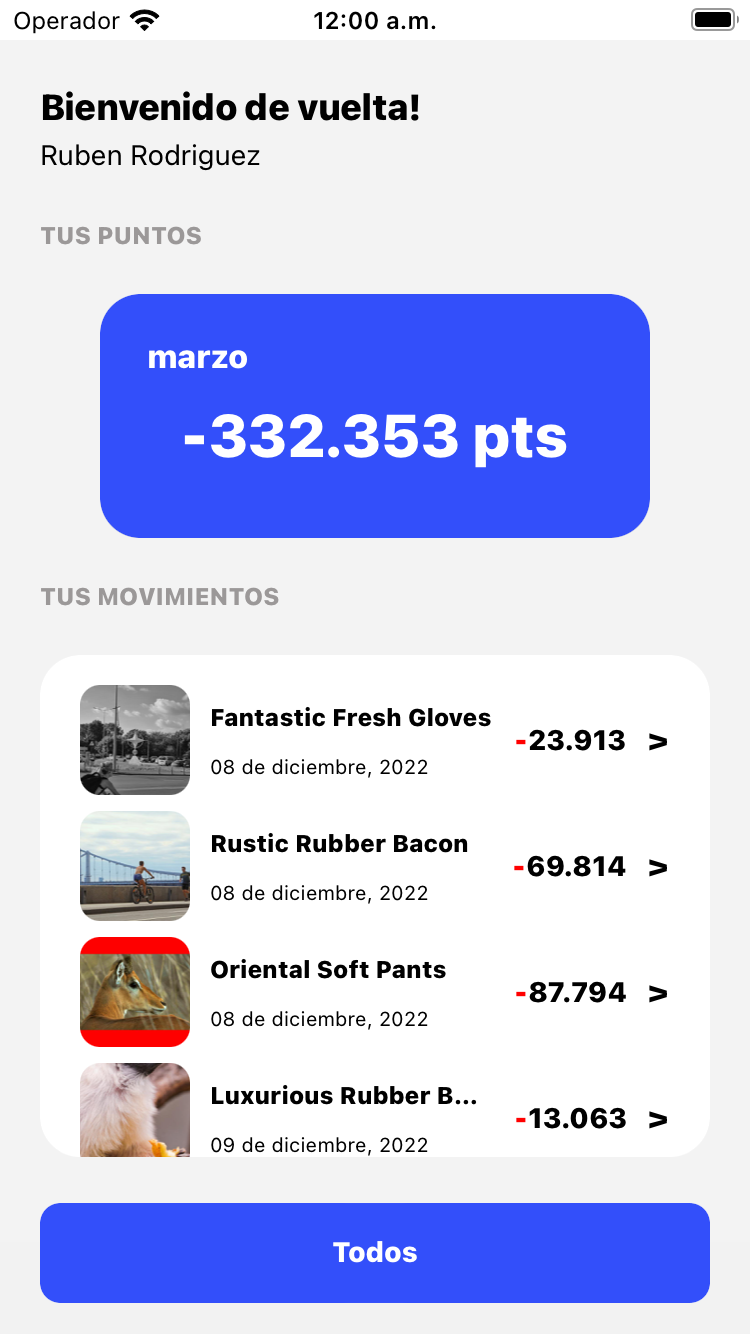 Operador 12:00 a.m.
Bienvenido de vuelta!
Ruben Rodriguez
TUS PUNTOS
marzo
-332.353 pts
TUS MOVIMIENTOS
Fantastic Fresh Gloves
08 de diciembre, 2022
-23.913 >
Rustic Rubber Bacon
08 de diciembre, 2022
-69.814 >
Oriental Soft Pants
08 de diciembre, 2022
-87.794 >
Luxurious Rubber B...
09 de diciembre, 2022
-13.063 >
Todos